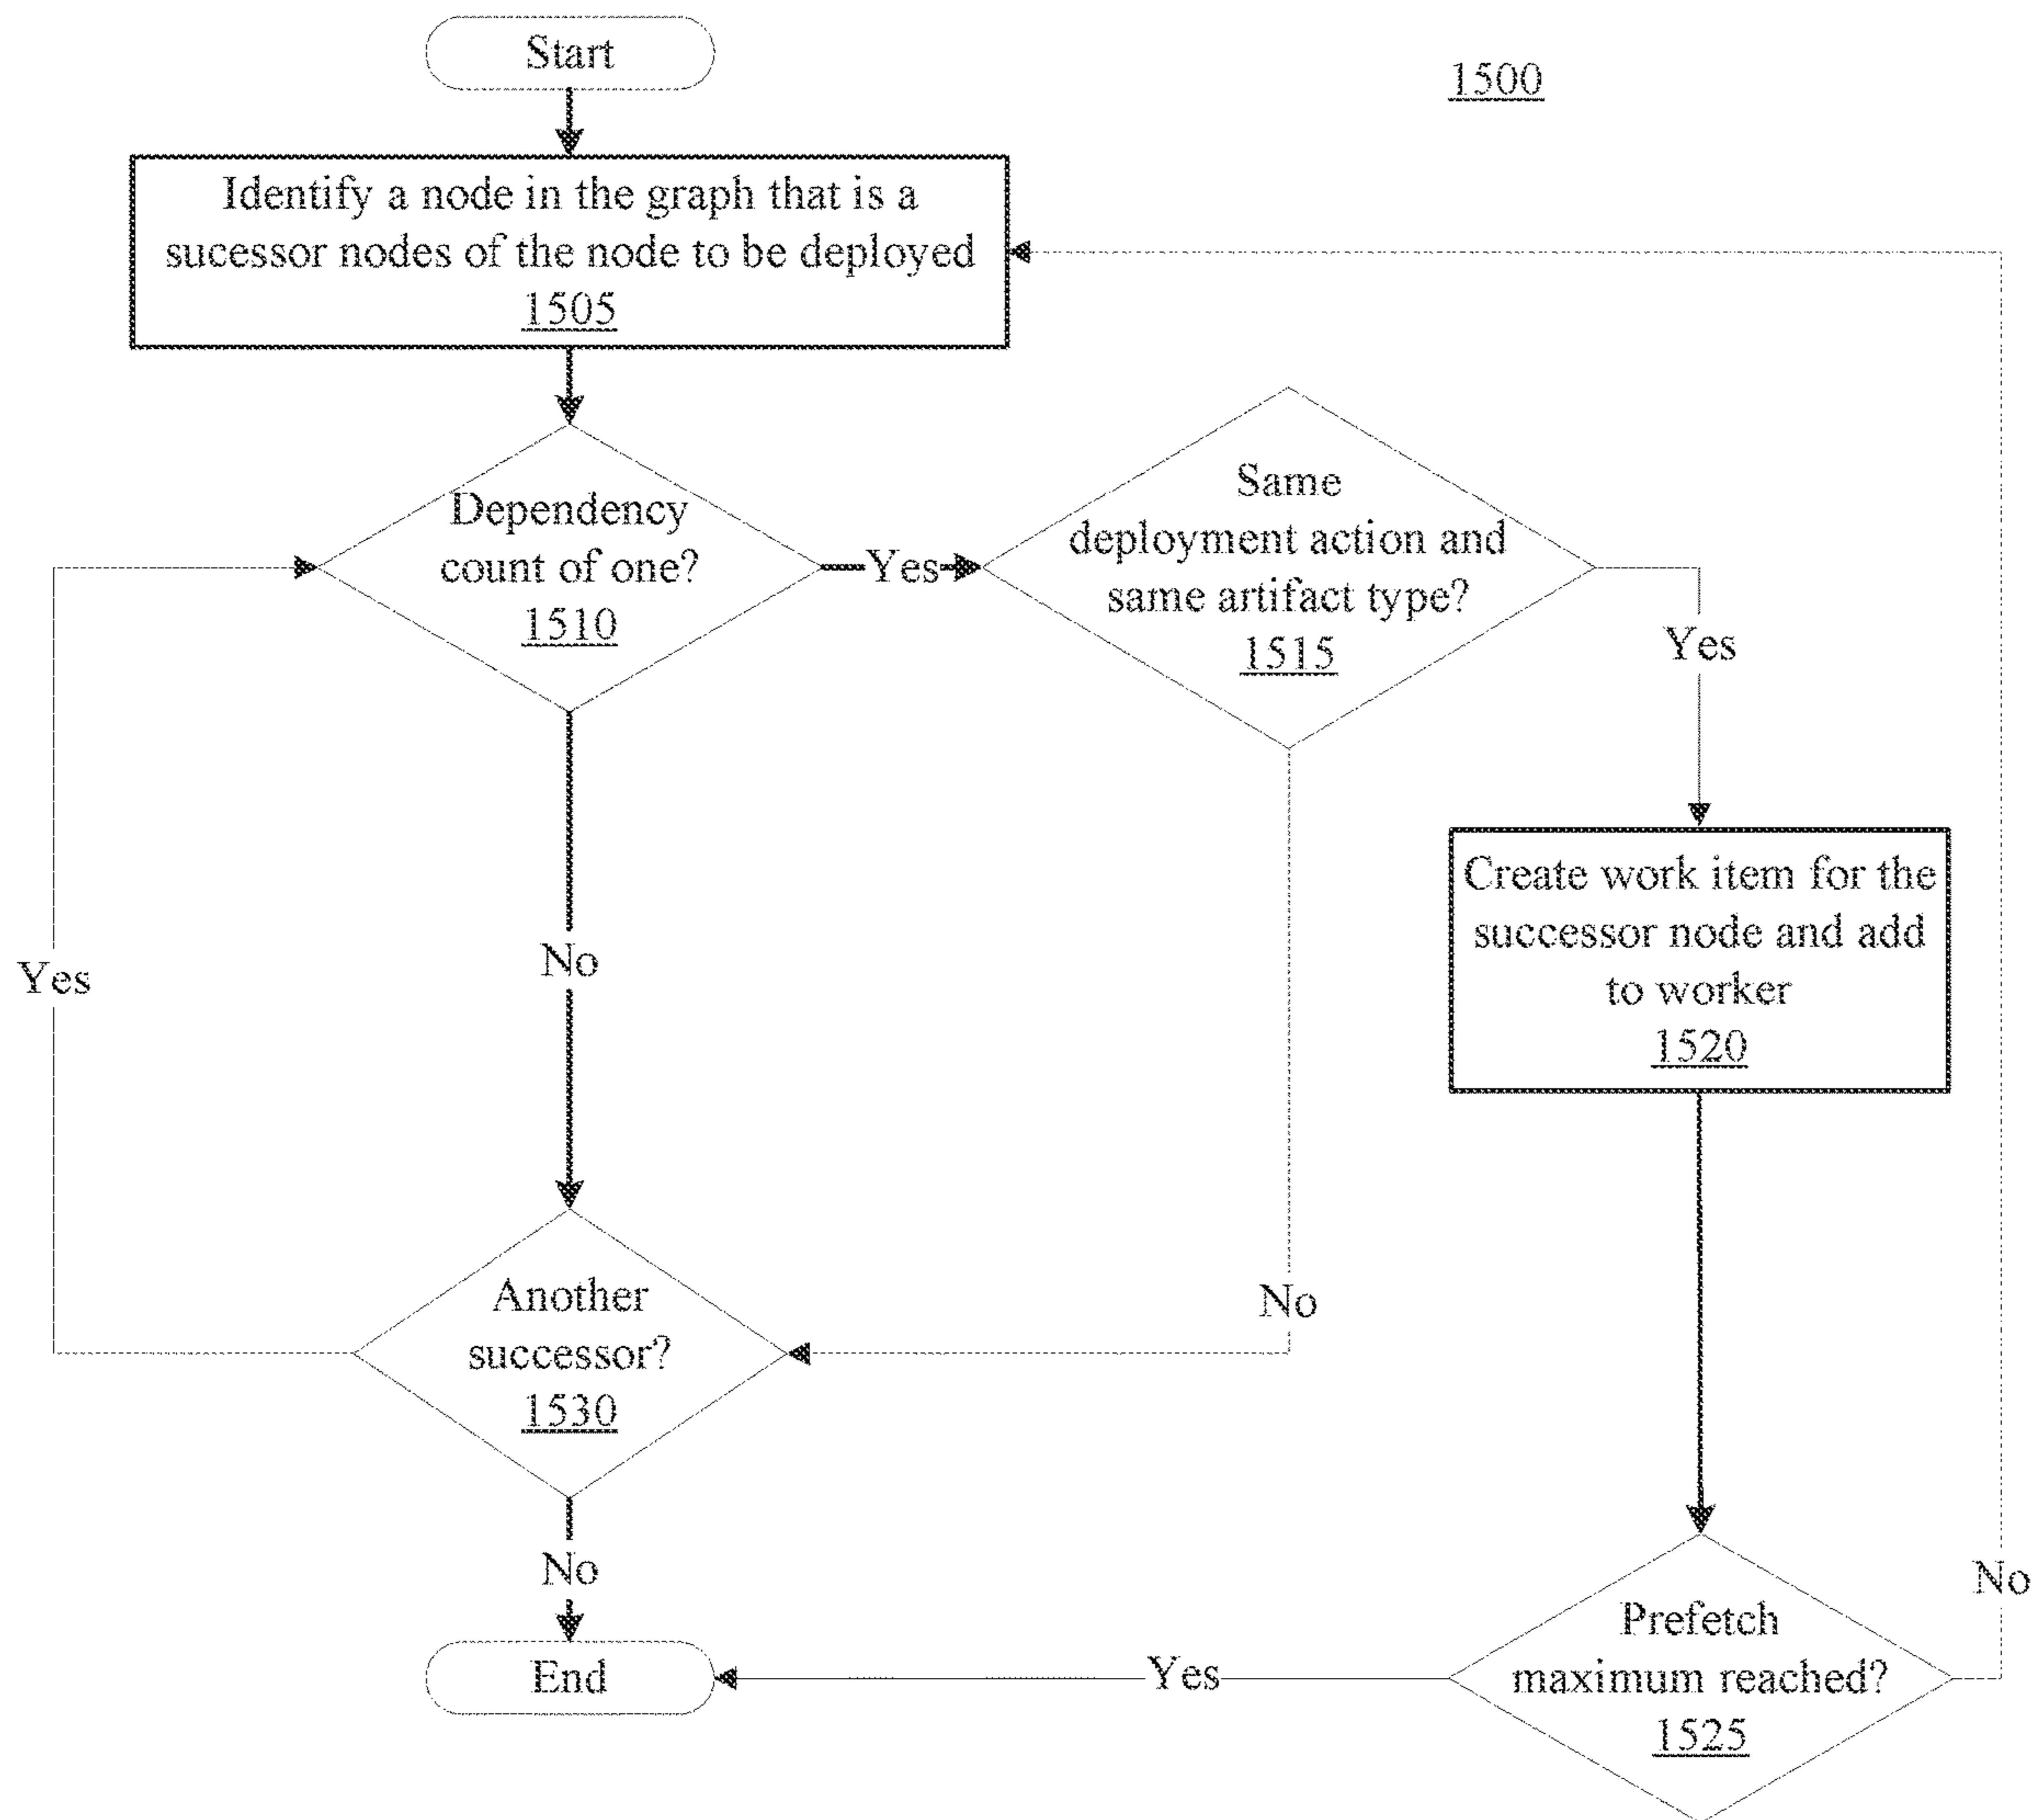 Start
1500
Identify a node in the graph that is a
sucessor nodes of the node to be deployed
1505
Dependency
count of one?
1510
Yes
Same
deployment action and
same artifact type?
1515
Yes
Create work item for the
successor node and add
to worker
1520
No
Yes
No
Another
successor?
1530
No
End
Yes
Prefetch
maximum reached?
1525
No